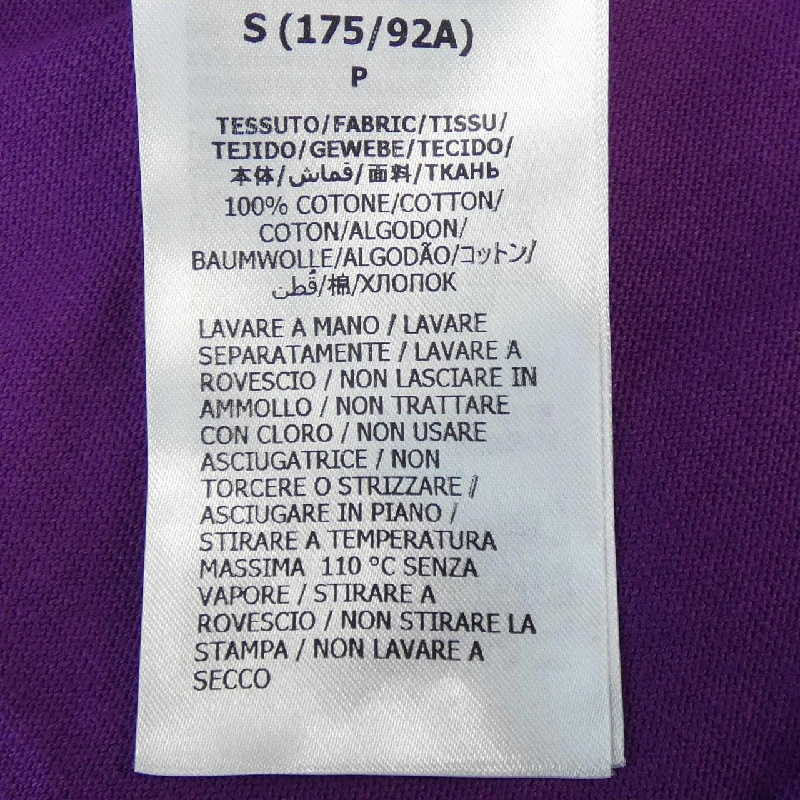 S (175/92A)
P
TESSUTO/FABRIC/TISSU/
TEJIDO/GEWEBE/TECIDO/
本体/قماش/面料/ТКАНЬ
100% COTONE/COTTON/
COTON/ALGODON/
BAUMWOLLE/ALGODÃO/コットン/
قُطن/棉/ХЛОПОК
LAVARE A MANO / LAVARE
SEPARATAMENTE / LAVARE A
ROVESCIO / NON LASCIARE IN
AMMOLLO / NON TRATTARE
CON CLORO / NON USARE
ASCIUGATRICE / NON
TORCERE O STRIZZARE /
ASCIUGARE IN PIANO /
STIRARE A TEMPERATURA
MASSIMA 110 °C SENZA
VAPORE / STIRARE A
ROVESCIO / NON STIRARE LA
STAMPA / NON LAVARE A
SECCO